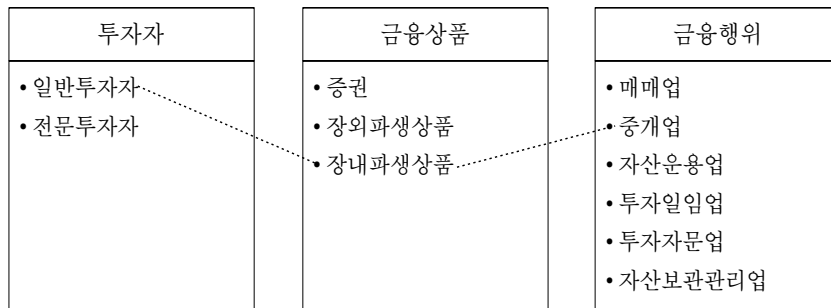 투자자
• 일반투자자
• 전문투자자
금융상품
• 증권
• 장외파생상품
• 장내파생상품
금융행위
• 매매업
• 중개업
• 자산운용업
• 투자일임업
• 투자자문업
• 자산보관관리업